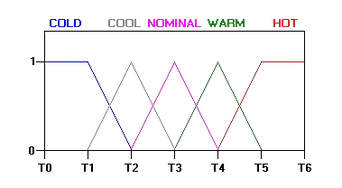 COLD COOL NOMINAL WARM HOT
1
0
T0 T1 T2 T3 T4 T5 T6